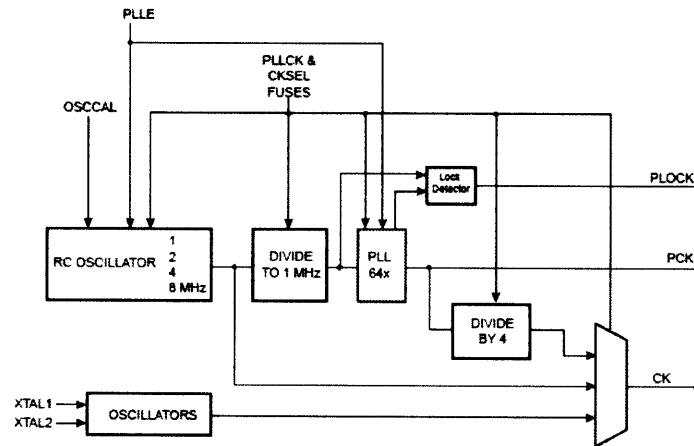 PLLE
PLLCK &
CKSEL
FUSES
OSCCAL
Lock
Detector
PLOCK
RC OSCILLATOR
1
2
4
8 MHz
DIVIDE
TO 1 MHz
PLL
64x
PCK
DIVIDE
BY 4
CK
XTAL1
XTAL2
OSCILLATORS